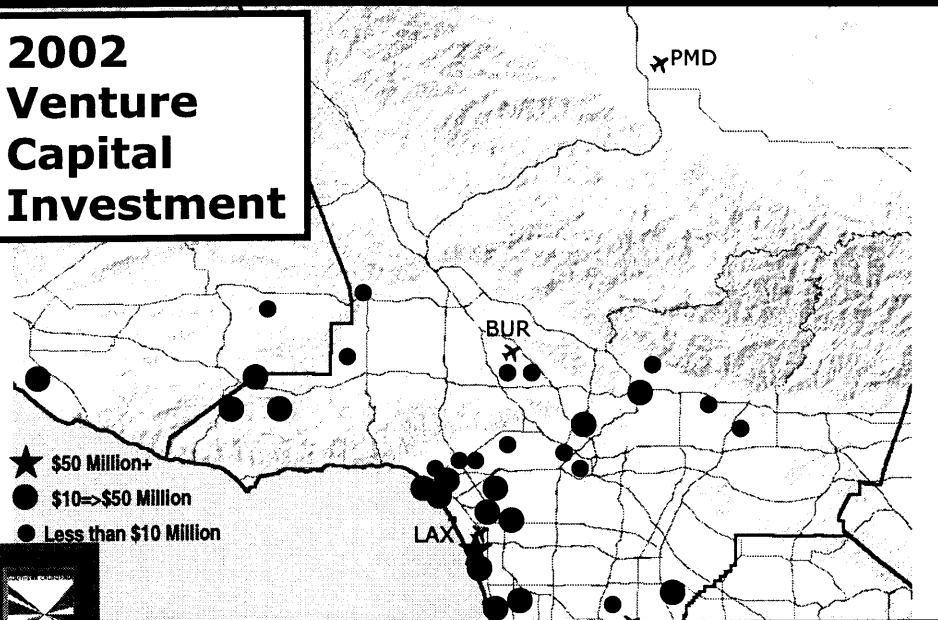 2002
Venture
Capital
Investment
PMD
BUR
$50 Million+
$10=>$50 Million
LAX
Less than $10 Million